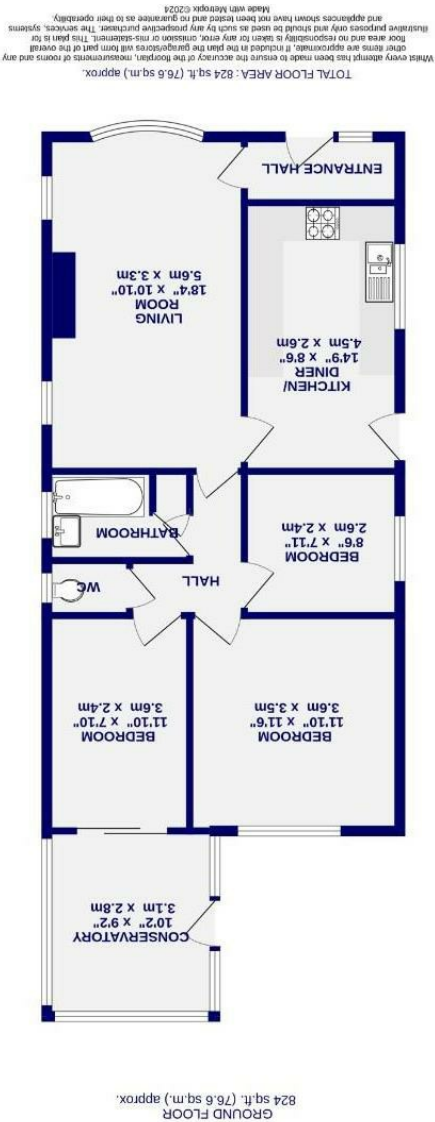 GROUND FLOOR
824 sq.ft. (76.6 sq.m.) approx.
CONSERVATORY
10'2" x 9'2"
3.1m x 2.8m
BEDROOM
11'10" x 11'6"
3.6m x 3.5m
BEDROOM
11'10" x 7'10"
3.6m x 2.4m
HALL
WC
BEDROOM
8'6" x 7'11"
2.6m x 2.4m
BATHROOM
KITCHEN/
DINER
14'9" x 8'6"
4.5m x 2.6m
LIVING
ROOM
18'4" x 10'10"
5.6m x 3.3m
ENTRANCE HALL
TOTAL FLOOR AREA : 824 sq.ft. (76.6 sq.m.) approx.
Whilst every attempt has been made to ensure the accuracy of the floorplan, measurements of rooms and any
other items are approximate. If included in the plan the garage/stores will form part of the overall
floor area and no responsibility is taken for any error, omission or mis-statement. This plan is for
illustrative purposes only and should be used as such by any prospective purchaser. The services, systems
and appliances shown have not been tested and no guarantee as to their operability.
Made with Metropix ©2024